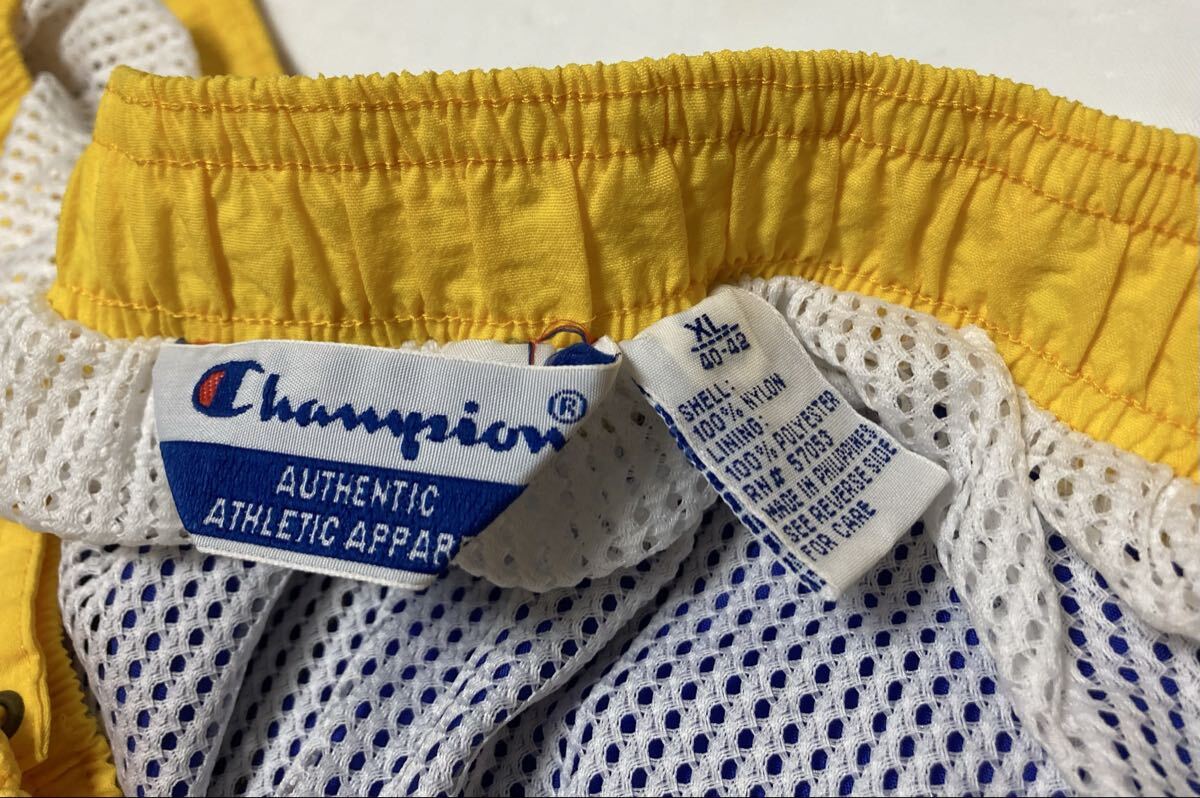 Champion®
AUTHENTIC
ATHLETIC APPAR
XL
40-42
SHELL:
100% NYLON
LINING:
100% POLYESTER
RN# 57053
MADE IN PHILIPPINES
SEE REVERSE SIDE
FOR CARE